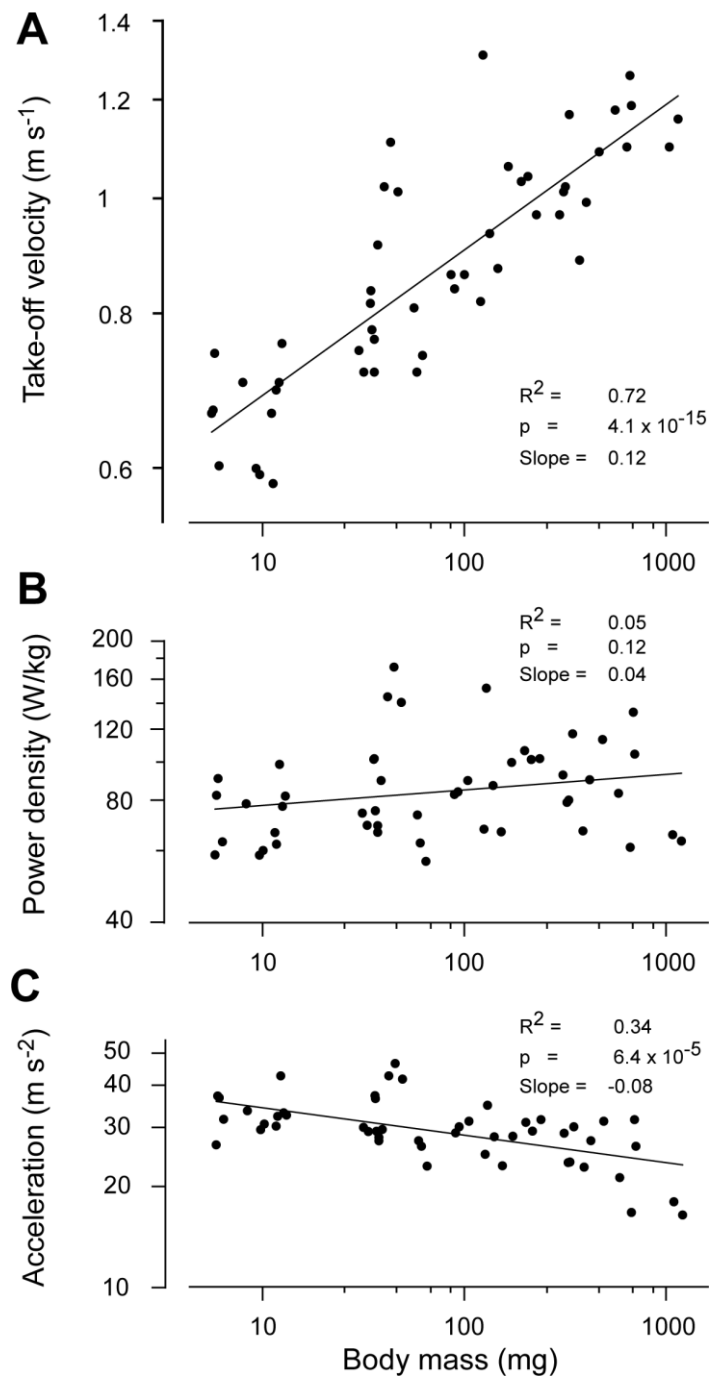 A
Take-off velocity (m s-1)
1.4
1.2
1
0.8
0.6
R2 = 0.72
p = 4.1 x 10-15
Slope = 0.12
10 100 1000
B
Power density (W/kg)
200
160
120
80
40
R2 = 0.05
p = 0.12
Slope = 0.04
10 100 1000
C
Acceleration (m s-2)
50
40
30
20
10
R2 = 0.34
p = 6.4 x 10-5
Slope = -0.08
10 100 1000
Body mass (mg)